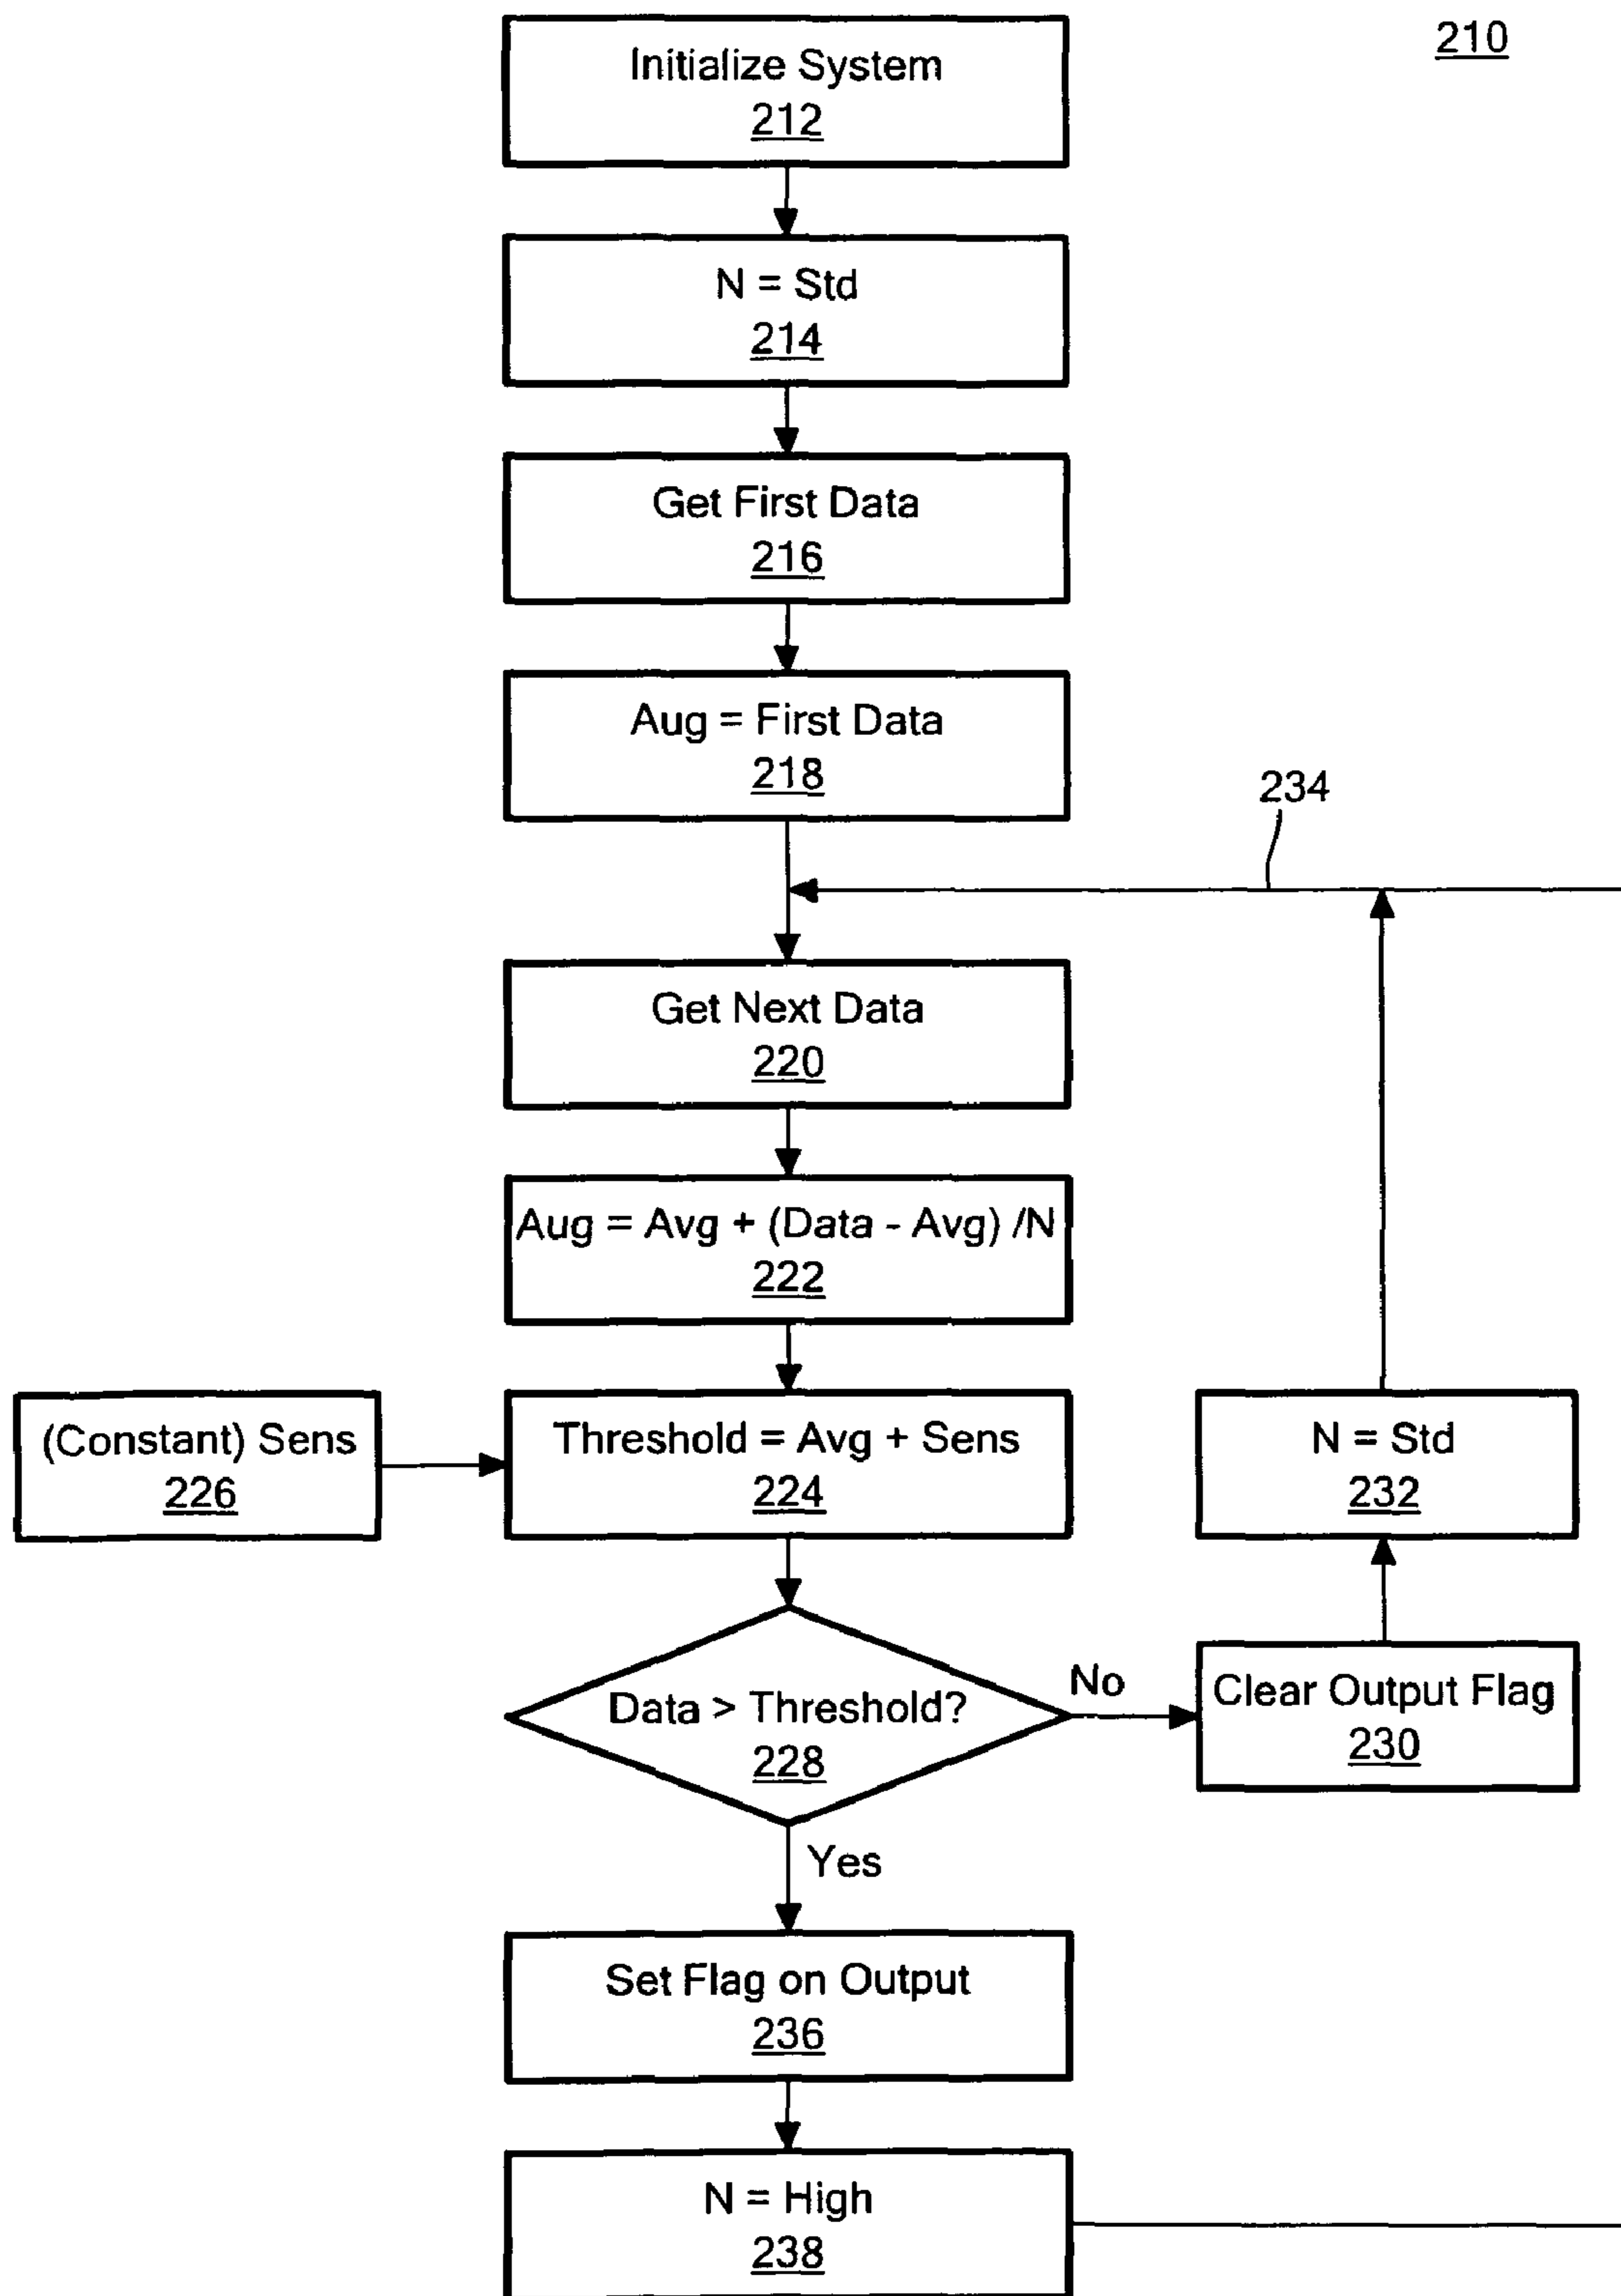 210
Initialize System
212
N = Std
214
Get First Data
216
Aug = First Data
218
234
Get Next Data
220
Aug = Avg + (Data - Avg) /N
222
(Constant) Sens
226
Threshold = Avg + Sens
224
N = Std
232
Data > Threshold?
228
No
Clear Output Flag
230
Yes
Set Flag on Output
236
N = High
238